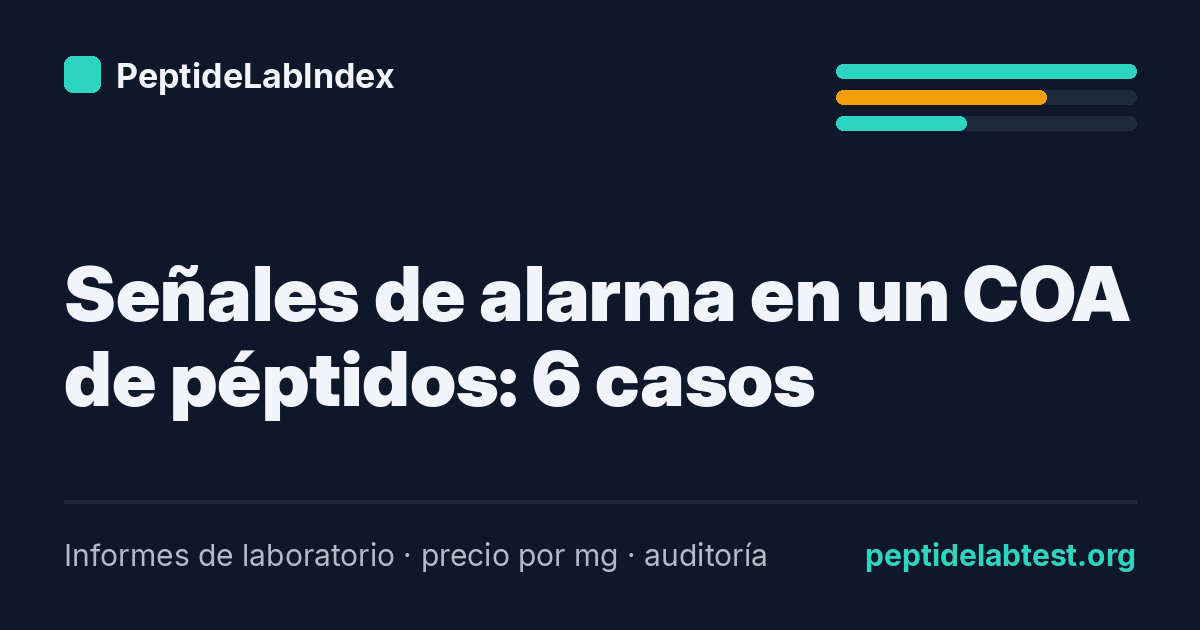 PeptideLabIndex
Señales de alarma en un COA
de péptidos: 6 casos
Informes de laboratorio · precio por mg · auditoría
peptidelabtest.org